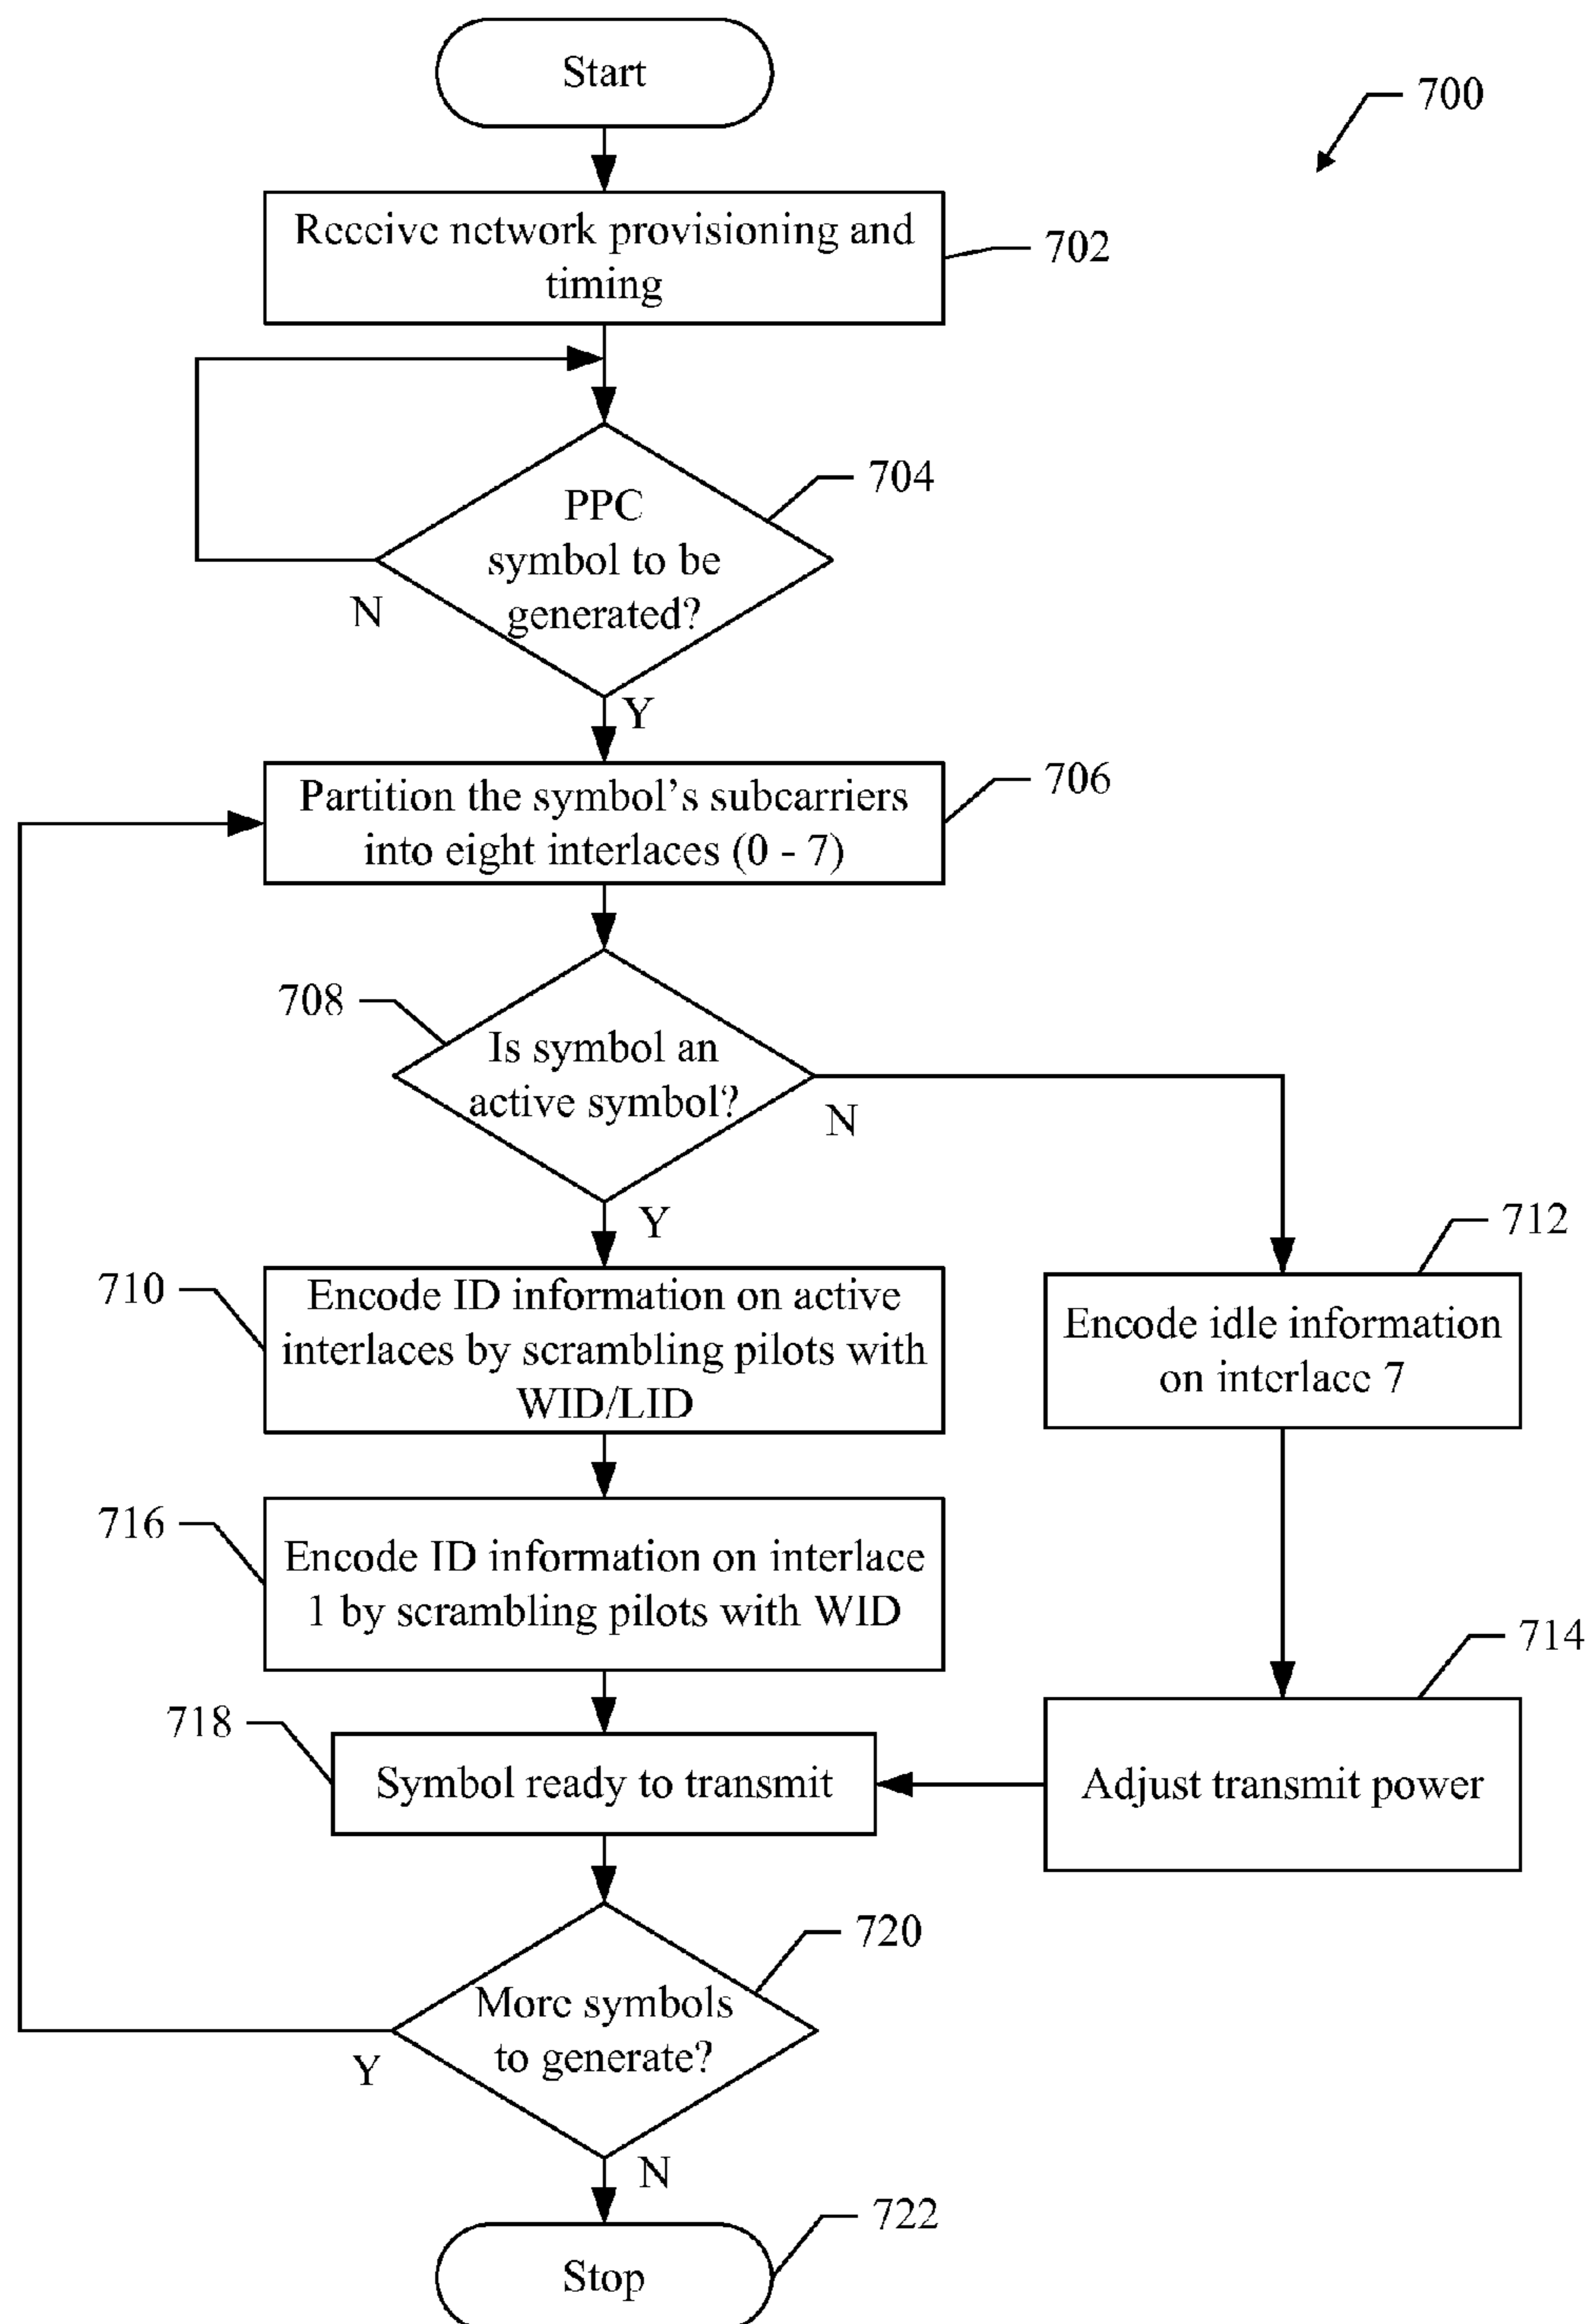 Start
700
Receive network provisioning and
timing
702
704
PPC
symbol to be
generated?
N
Y
Partition the symbol's subcarriers
into eight interlaces (0 - 7)
706
708
Is symbol an
active symbol?
N
Y
712
710
Encode ID information on active
interlaces by scrambling pilots with
WID/LID
Encode idle information
on interlace 7
716
Encode ID information on interlace
1 by scrambling pilots with WID
714
718
Symbol ready to transmit
Adjust transmit power
720
More symbols
to generate?
Y
N
722
Stop